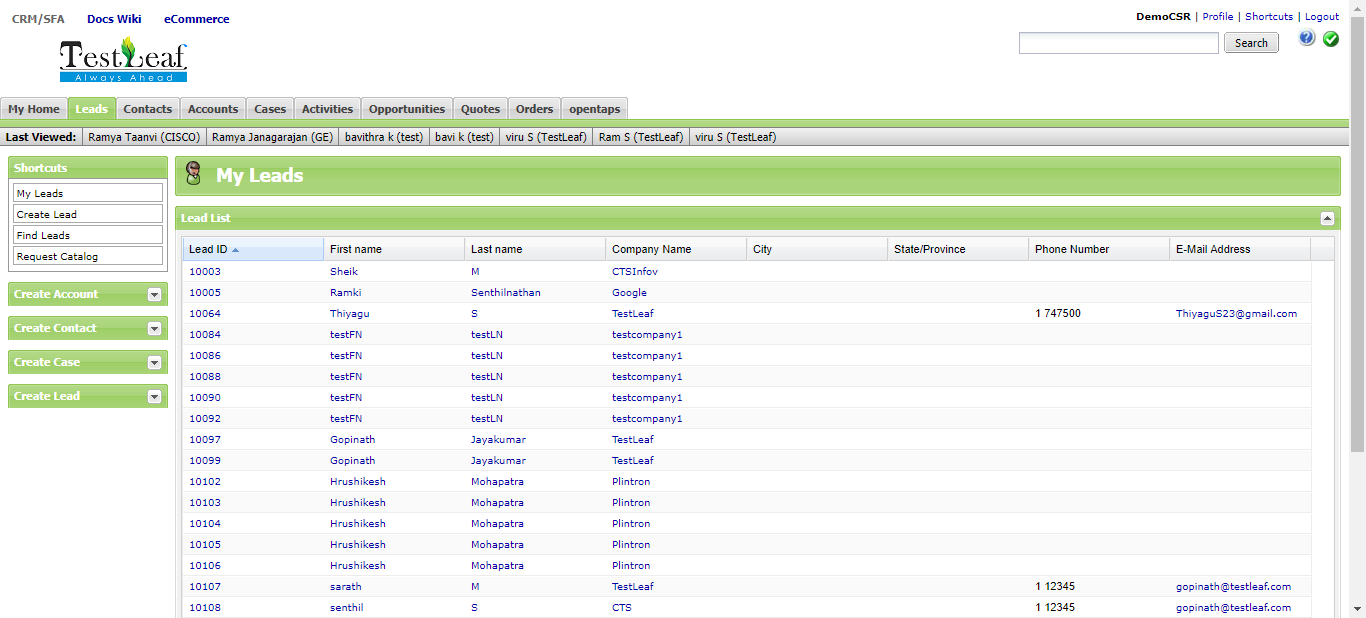 CRM/SFA Docs Wiki eCommerce
DemoCSR | Profile | Shortcuts | Logout
TestLeaf
Always Ahead
Search
My Home Leads Contacts Accounts Cases Activities Opportunities Quotes Orders opentaps
Last Viewed: Ramya Taanvi (CISCO) Ramya Janagarajan (GE) bavithra k (test) bavi k (test) viru S (TestLeaf) Ram S (TestLeaf) viru S (TestLeaf)
Shortcuts
My Leads
Create Lead
Find Leads
Request Catalog
Create Account
Create Contact
Create Case
Create Lead
My Leads
Lead List
Lead ID First name Last name Company Name City State/Province Phone Number E-Mail Address
10003 Sheik M CTSInfov
10005 Ramki Senthilnathan Google
10064 Thiyagu S TestLeaf 1 747500 ThiyaguS23@gmail.com
10084 testFN testLN testcompany1
10086 testFN testLN testcompany1
10088 testFN testLN testcompany1
10090 testFN testLN testcompany1
10092 testFN testLN testcompany1
10097 Gopinath Jayakumar TestLeaf
10099 Gopinath Jayakumar TestLeaf
10102 Hrushikesh Mohapatra Plintron
10103 Hrushikesh Mohapatra Plintron
10104 Hrushikesh Mohapatra Plintron
10105 Hrushikesh Mohapatra Plintron
10106 Hrushikesh Mohapatra Plintron
10107 sarath M TestLeaf 1 12345 gopinath@testleaf.com
10108 senthil S CTS 1 12345 gopinath@testleaf.com